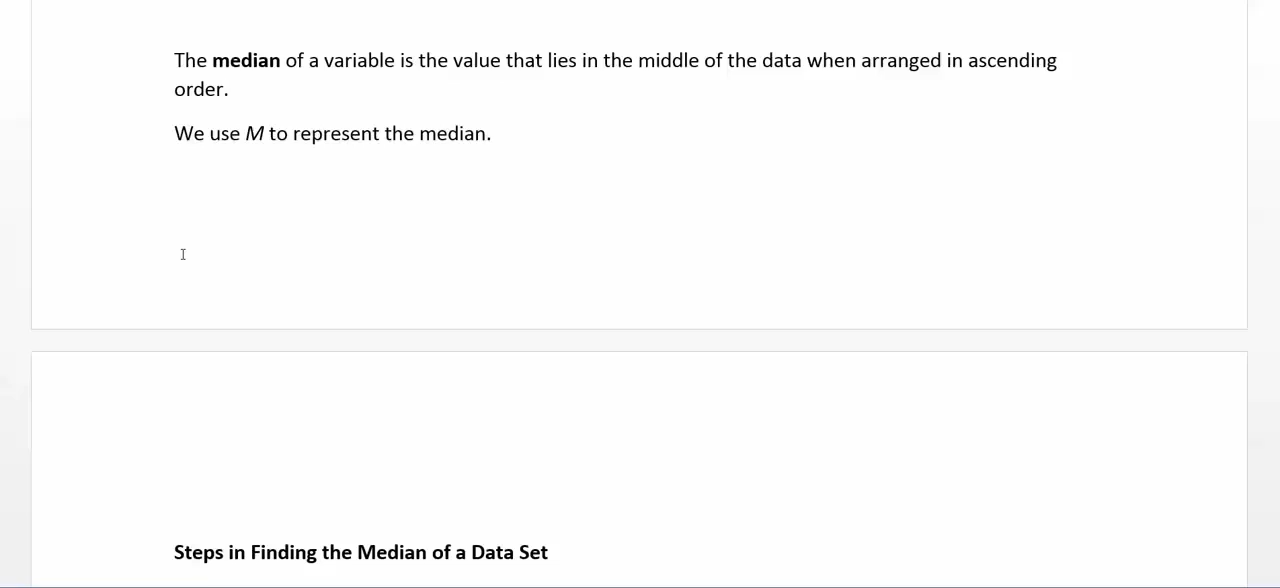 The median of a variable is the value that lies in the middle of the data when arranged in ascending
order.
We use M to represent the median.
Steps in Finding the Median of a Data Set